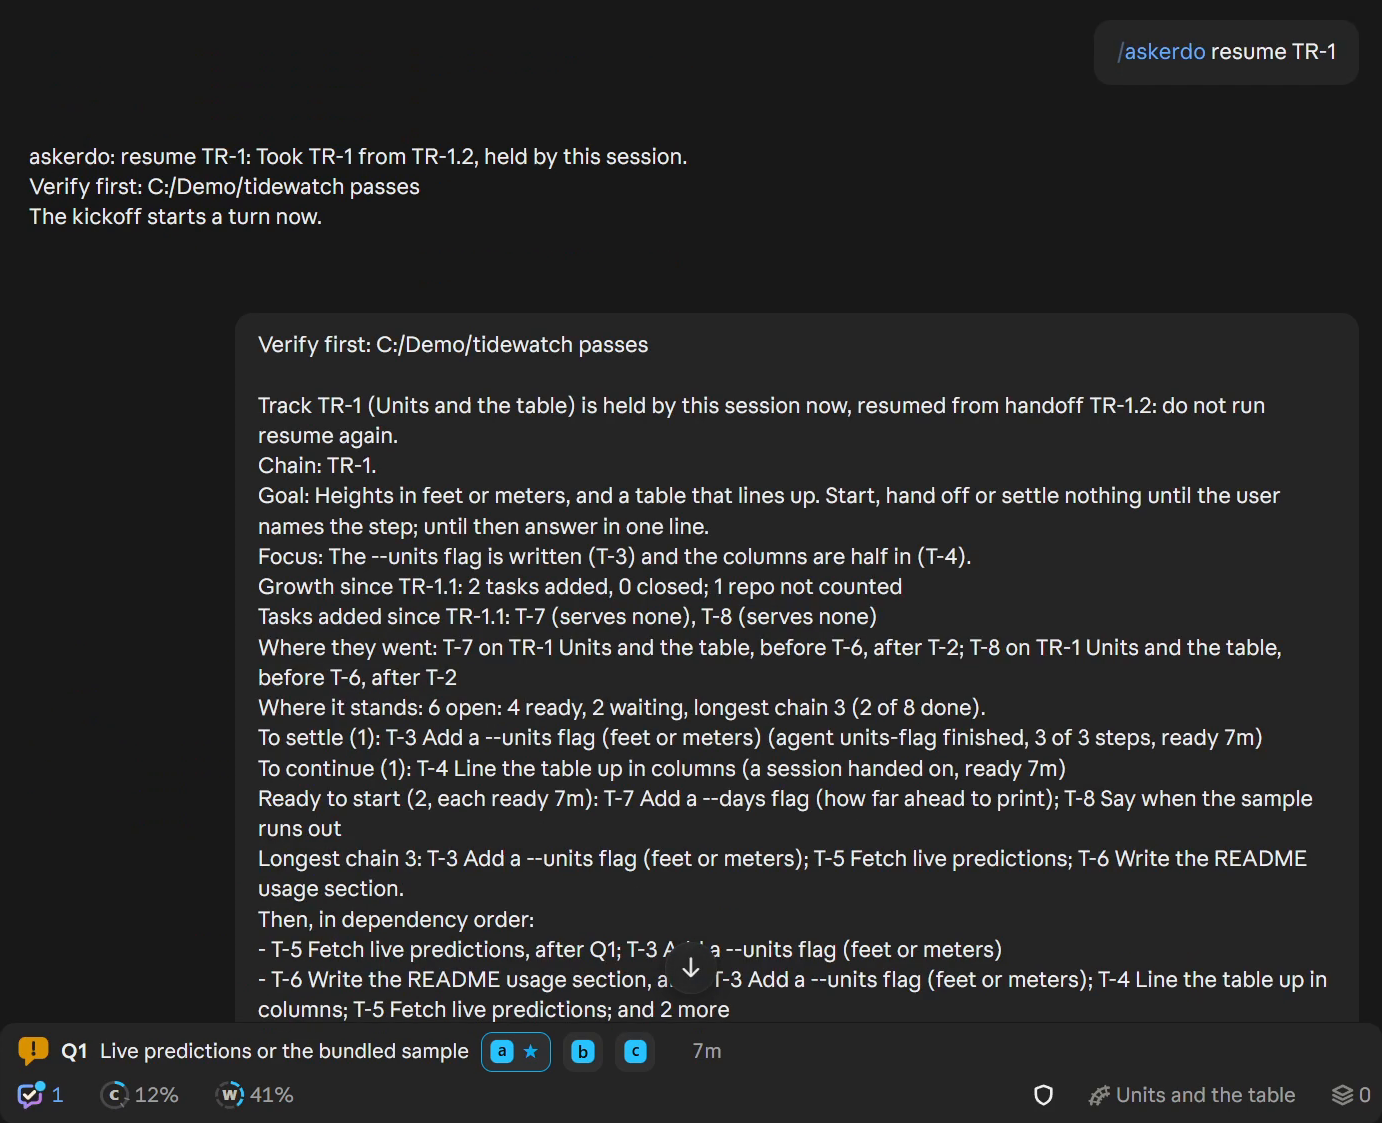 /askerdo resume TR-1
askerdo: resume TR-1: Took TR-1 from TR-1.2, held by this session.
Verify first: C:/Demo/tidewatch passes
The kickoff starts a turn now.
Verify first: C:/Demo/tidewatch passes
Track TR-1 (Units and the table) is held by this session now, resumed from handoff TR-1.2: do not run
resume again.
Chain: TR-1.
Goal: Heights in feet or meters, and a table that lines up. Start, hand off or settle nothing until the user
names the step; until then answer in one line.
Focus: The --units flag is written (T-3) and the columns are half in (T-4).
Growth since TR-1.1: 2 tasks added, 0 closed; 1 repo not counted
Tasks added since TR-1.1: T-7 (serves none), T-8 (serves none)
Where they went: T-7 on TR-1 Units and the table, before T-6, after T-2; T-8 on TR-1 Units and the table,
before T-6, after T-2
Where it stands: 6 open: 4 ready, 2 waiting, longest chain 3 (2 of 8 done).
To settle (1): T-3 Add a --units flag (feet or meters) (agent units-flag finished, 3 of 3 steps, ready 7m)
To continue (1): T-4 Line the table up in columns (a session handed on, ready 7m)
Ready to start (2, each ready 7m): T-7 Add a --days flag (how far ahead to print); T-8 Say when the sample
runs out
Longest chain 3: T-3 Add a --units flag (feet or meters); T-5 Fetch live predictions; T-6 Write the README
usage section.
Then, in dependency order:
- T-5 Fetch live predictions, after Q1; T-3 a --units flag (feet or meters)
- T-6 Write the README usage section, T-3 Add a --units flag (feet or meters); T-4 Line the table up in
columns; T-5 Fetch live predictions; and 2 more
Q1 Live predictions or the bundled sample a ★ b c 7m
1 C 12% W 41% Units and the table 0